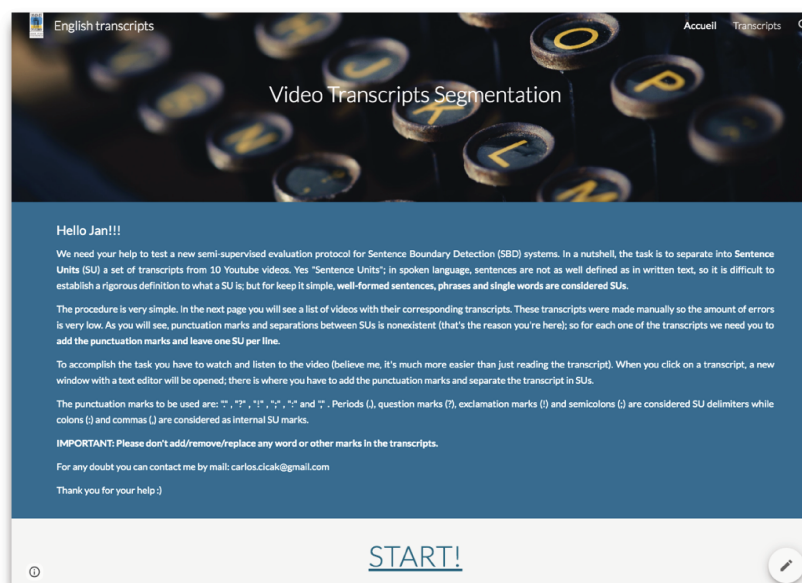 English transcripts
Accueil Transcripts
Video Transcripts Segmentation
Hello Jan!!!
We need your help to test a new semi-supervised evaluation protocol for Sentence Boundary Detection (SBD) systems. In a nutshell, the task is to separate into Sentence
Units (SU) a set of transcripts from 10 Youtube videos. Yes "Sentence Units"; in spoken language, sentences are not as well defined as in written text, so it is difficult to
establish a rigorous definition to what a SU is; but for keep it simple, well-formed sentences, phrases and single words are considered SUs.
The procedure is very simple. In the next page you will see a list of videos with their corresponding transcripts. These transcripts were made manually so the amount of errors
is very low. As you will see, punctuation marks and separations between SUs is nonexistent (that's the reason you're here); so for each one of the transcripts we need you to
add the punctuation marks and leave one SU per line.
To accomplish the task you have to watch and listen to the video (believe me, it's much more easier than just reading the transcript). When you click on a transcript, a new
window with a text editor will be opened; there is where you have to add the punctuation marks and separate the transcript in SUs.
The punctuation marks to be used are: "." , "?" , "!" , ";" , ":" and "," . Periods (.), question marks (?), exclamation marks (!) and semicolons (;) are considered SU delimiters while
colons (:) and commas (,) are considered as internal SU marks.
IMPORTANT: Please don't add/remove/replace any word or other marks in the transcripts.
For any doubt you can contact me by mail: carlos.cicak@gmail.com
Thank you for your help :)
START!